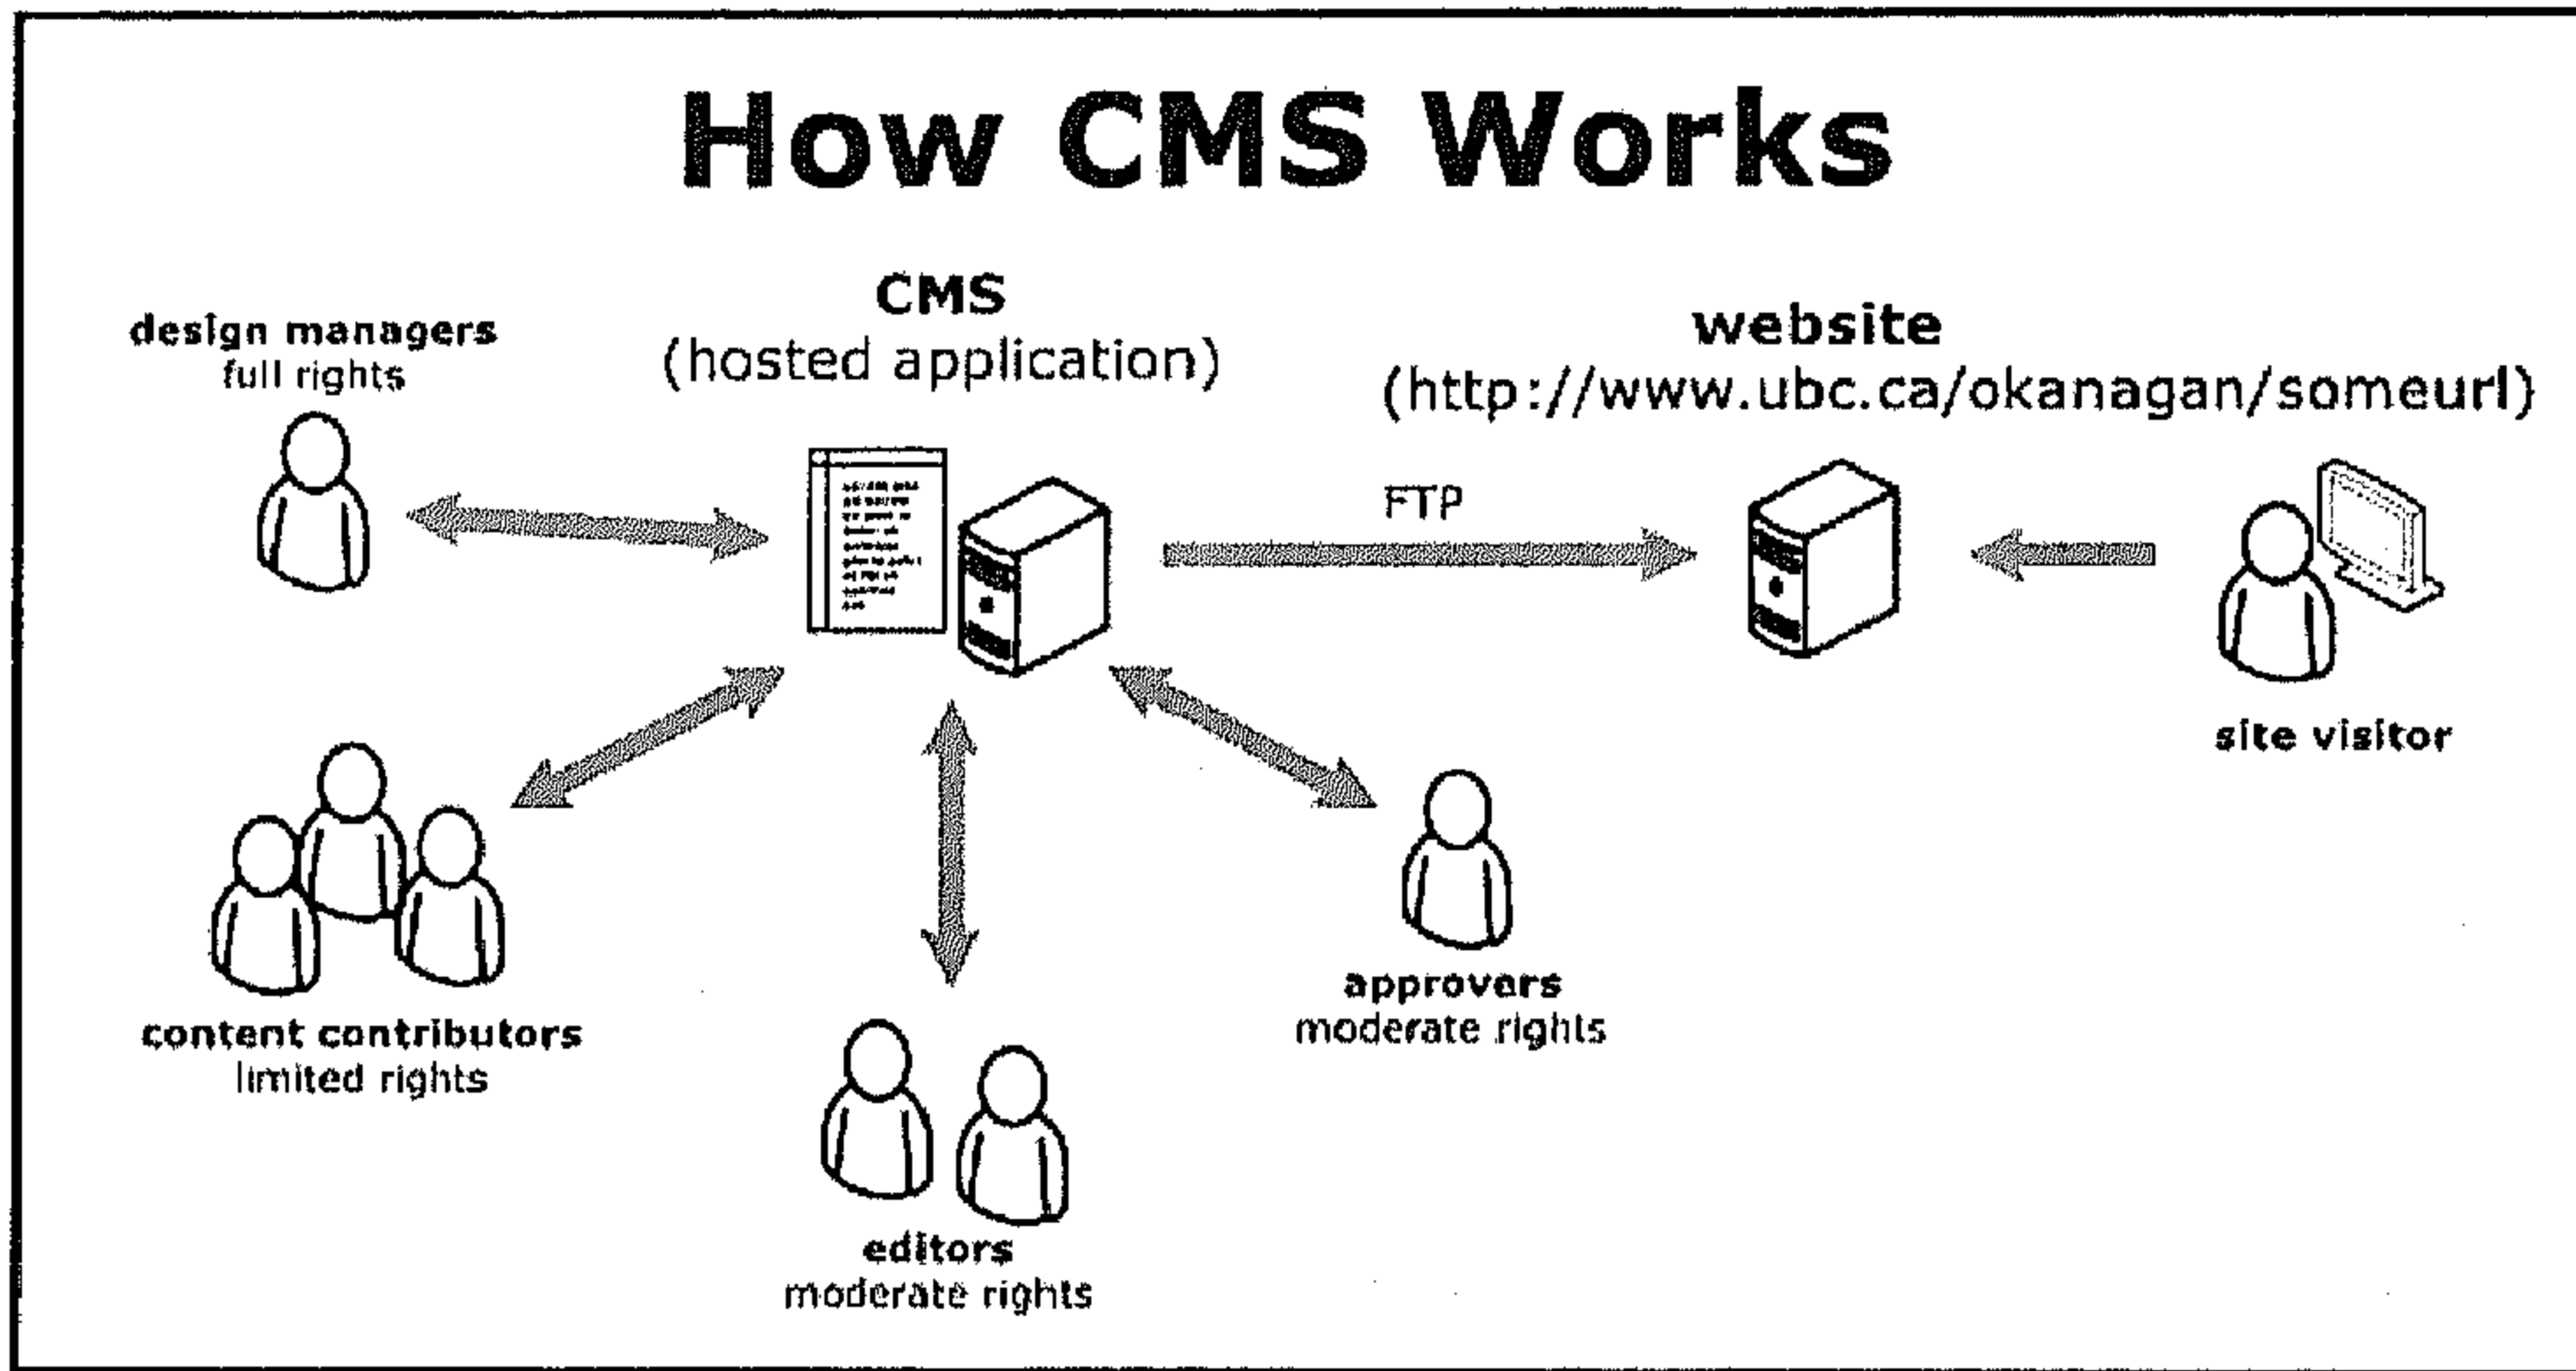 How CMS Works
CMS
(hosted application)
design managers
full rights
website
(http://www.ubc.ca/okanagan/someurl)
FTP
site visitor
content contributors
limited rights
approvers
moderate rights
editors
moderate rights